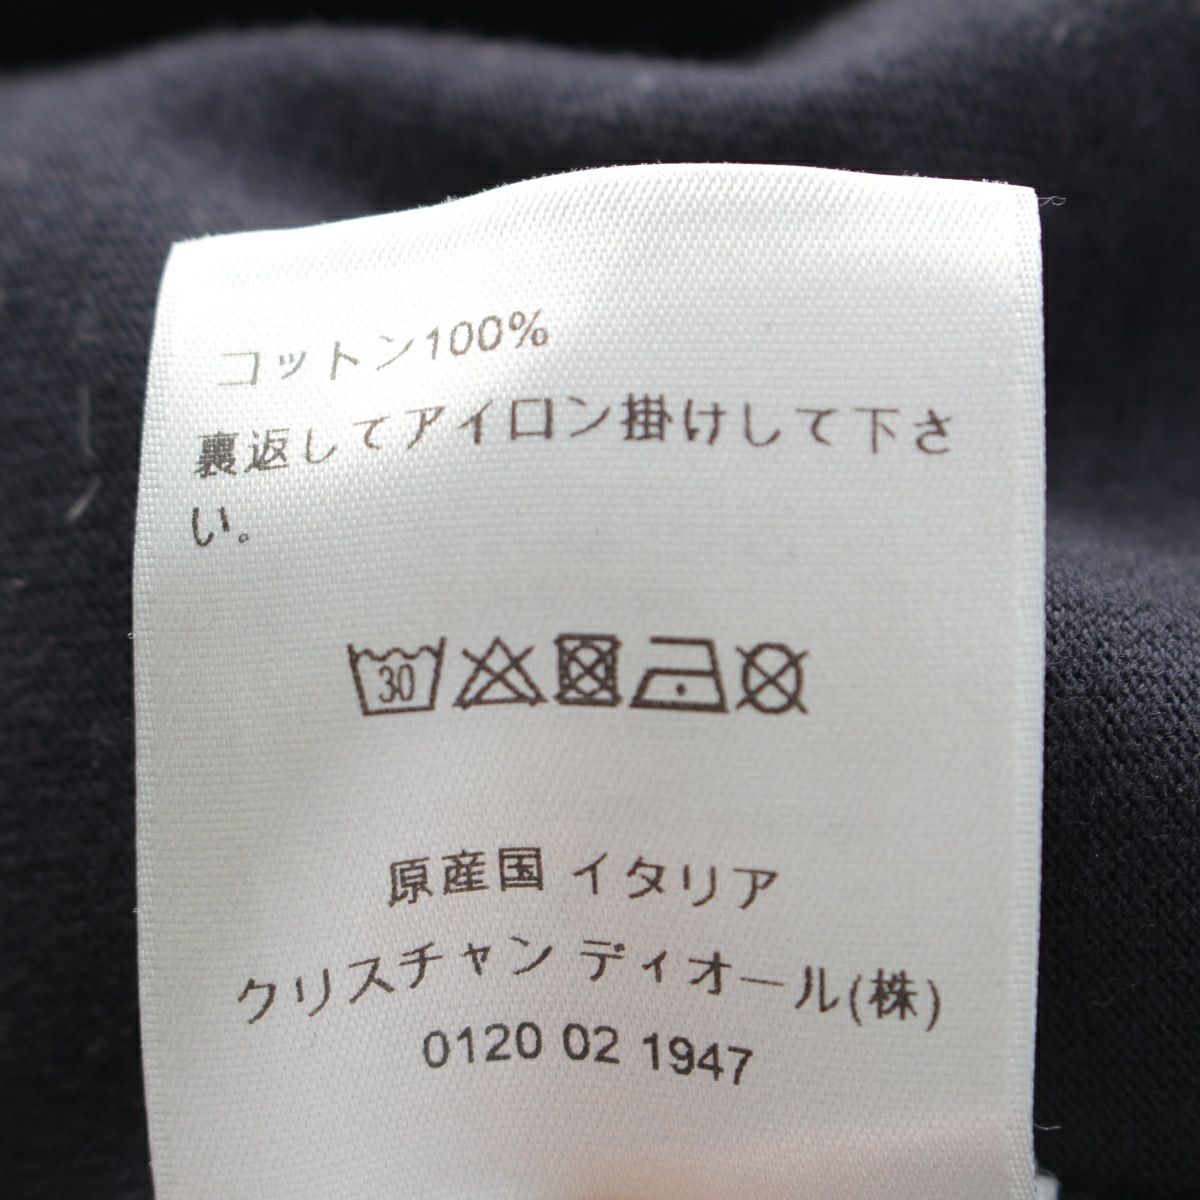 コットン100%
裏返してアイロン掛けして下さ
い。
30
原産国 イタリア
クリスチャン ディオール(株)
0120 02 1947